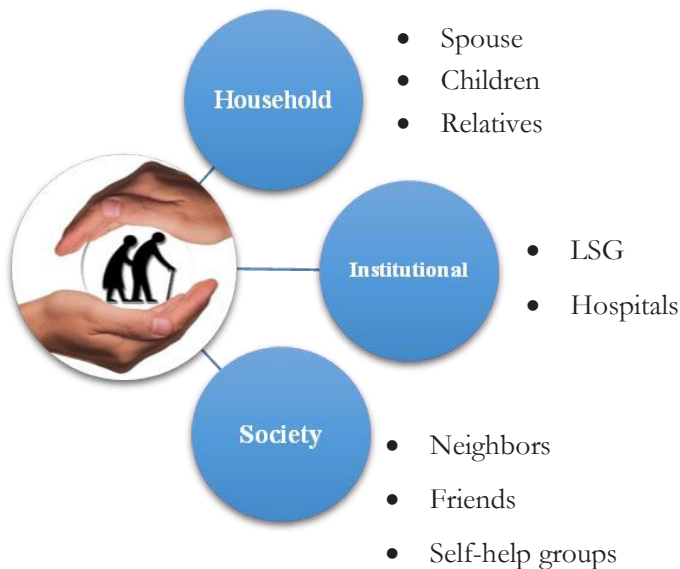 Household
• Spouse
• Children
• Relatives
Institutional
• LSG
• Hospitals
Society
• Neighbors
• Friends
• Self-help groups